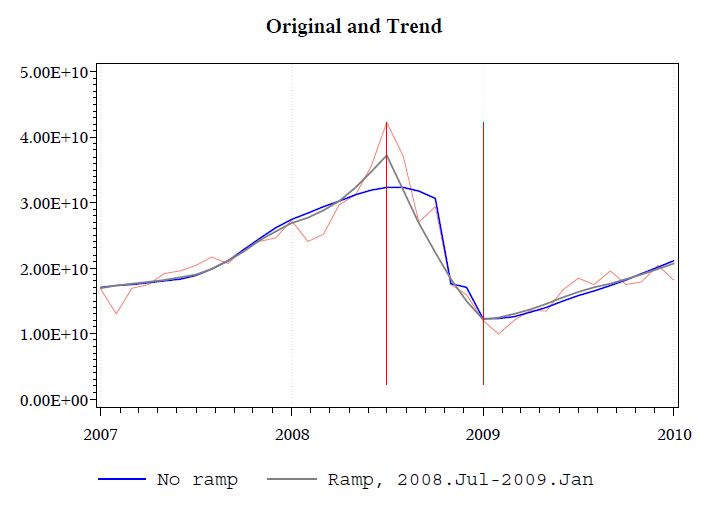 Original and Trend
5.00E+10
4.00E+10
3.00E+10
2.00E+10
1.00E+10
0.00E+00
2007 2008 2009 2010
No ramp Ramp, 2008.Jul-2009.Jan